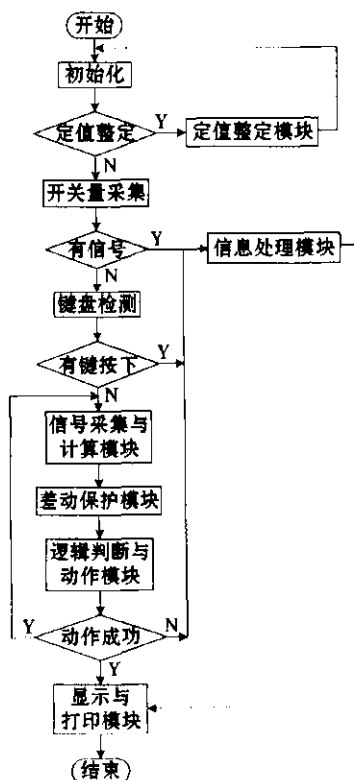 开始
初始化
定值整定
Y
定值整定模块
N
开关量采集
有信号
Y
信息处理模块
N
键盘检测
有键按下
Y
N
信号采集与
计算模块
差动保护模块
逻辑判断与
动作模块
Y
动作成功
N
Y
显示与
打印模块
结束